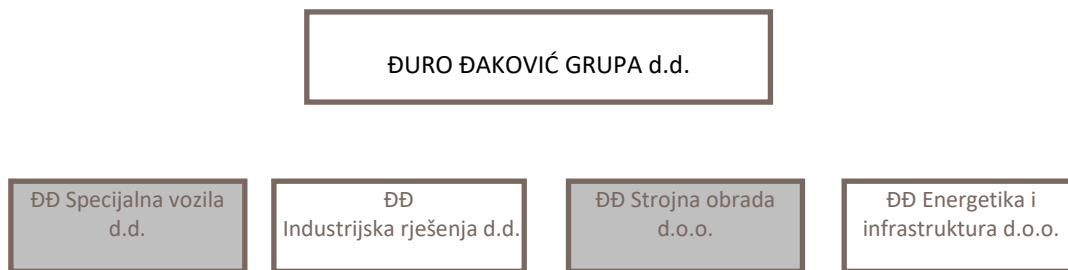 ĐURO ĐAKOVIĆ GRUPA d.d.
ĐĐ Specijalna vozila
d.d.
ĐĐ
Industrijska rješenja d.d.
ĐĐ Strojna obrada
d.o.o.
ĐĐ Energetika i
infrastruktura d.o.o.